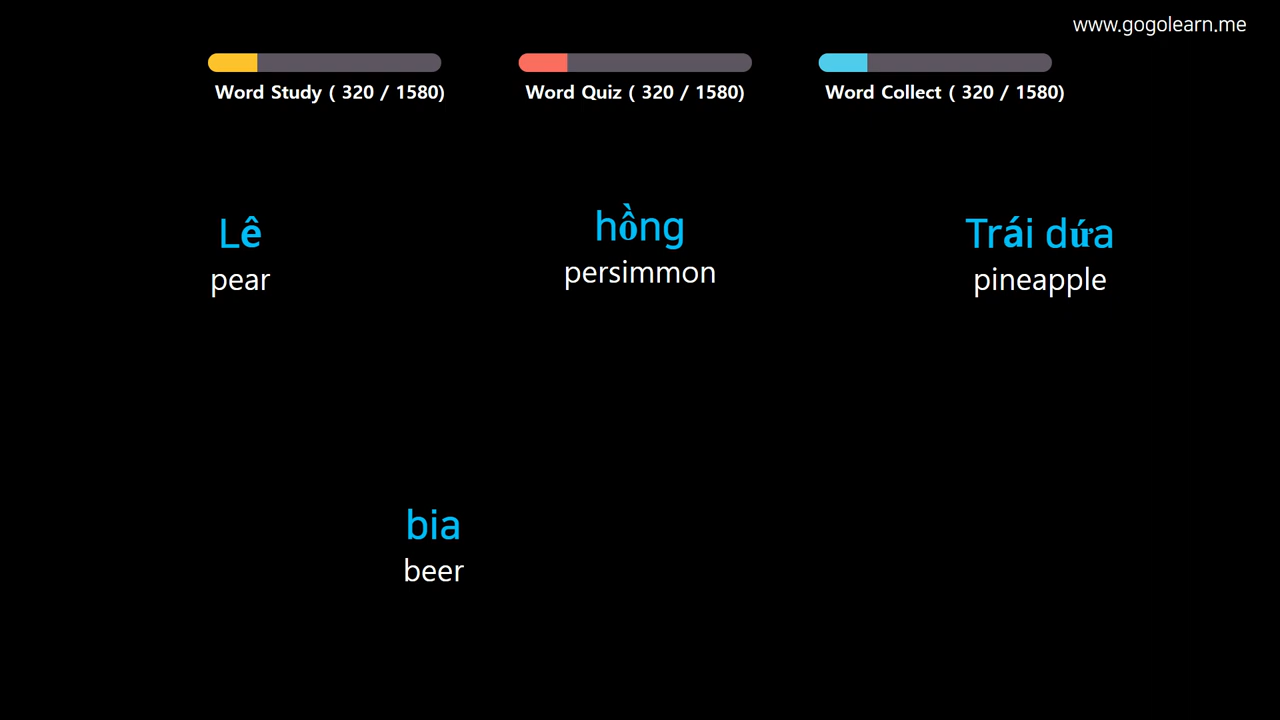 www.gogolearn.me
Word Study ( 320 / 1580)
Word Quiz ( 320 / 1580)
Word Collect ( 320 / 1580)
Lê
pear
hồng
persimmon
Trái dứa
pineapple
bia
beer